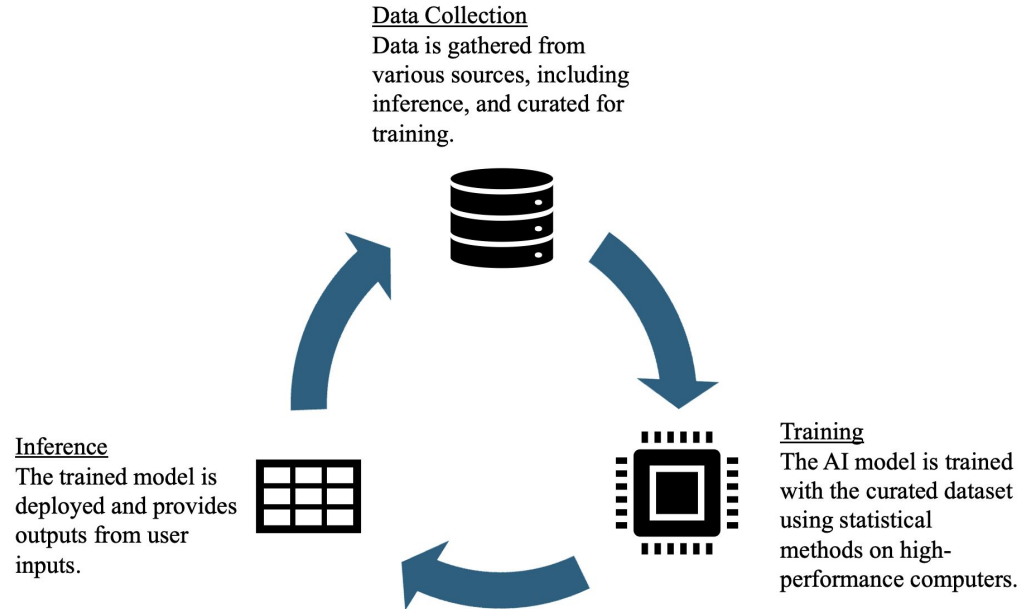 Data Collection
Data is gathered from
various sources, including
inference, and curated for
training.
Inference
The trained model is
deployed and provides
outputs from user
inputs.
Training
The AI model is trained
with the curated dataset
using statistical
methods on high-
performance computers.